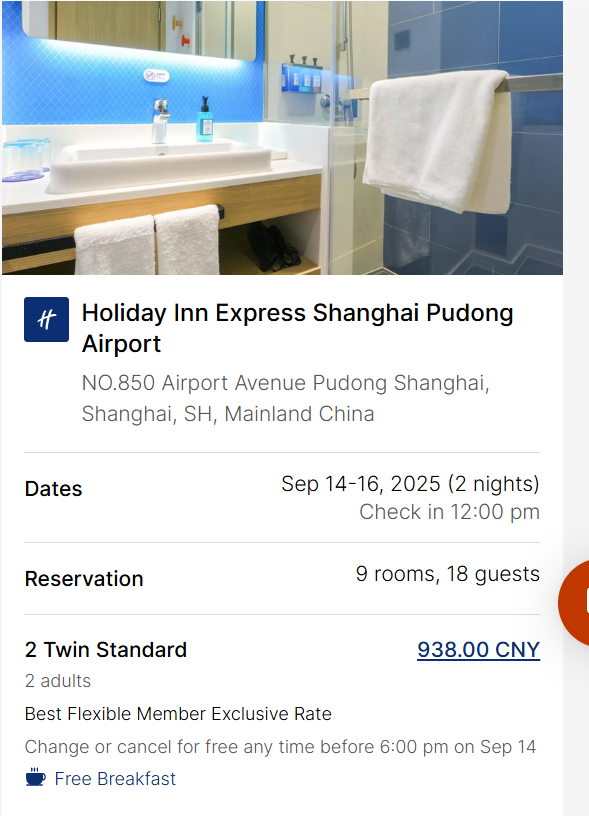 Holiday Inn Express Shanghai Pudong
Airport
NO.850 Airport Avenue Pudong Shanghai,
Shanghai, SH, Mainland China
Dates
Sep 14-16, 2025 (2 nights)
Check in 12:00 pm
Reservation
9 rooms, 18 guests
2 Twin Standard
938.00 CNY
2 adults
Best Flexible Member Exclusive Rate
Change or cancel for free any time before 6:00 pm on Sep 14
Free Breakfast